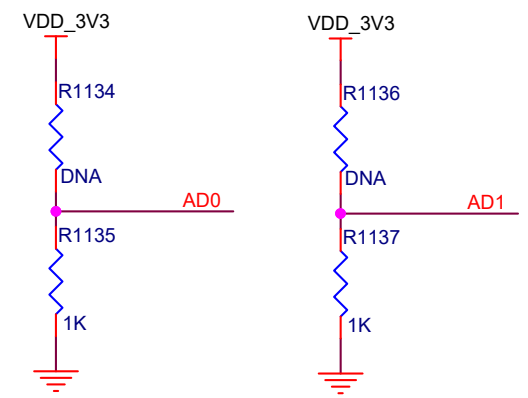 VDD_3V3
R1134
DNA
AD0
R1135
1K
VDD_3V3
R1136
DNA
AD1
R1137
1K